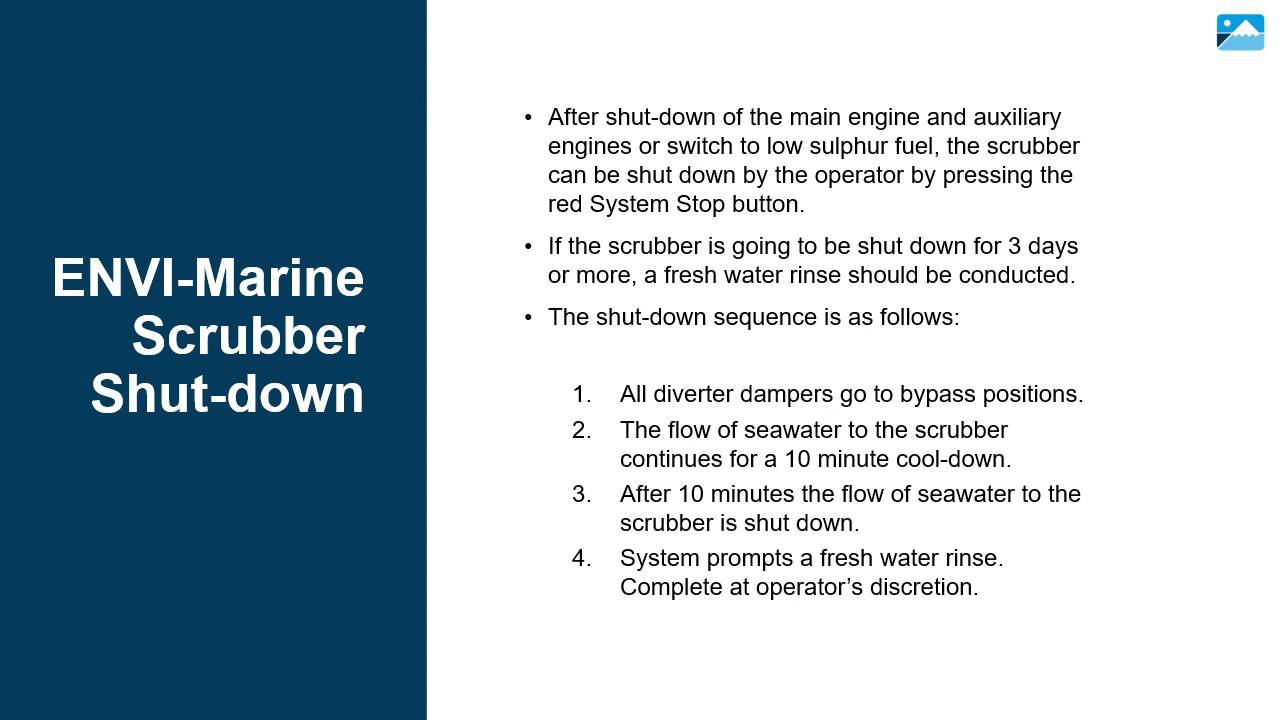 ENVI-Marine
Scrubber
Shut-down
• After shut-down of the main engine and auxiliary
engines or switch to low sulphur fuel, the scrubber
can be shut down by the operator by pressing the
red System Stop button.
• If the scrubber is going to be shut down for 3 days
or more, a fresh water rinse should be conducted.
• The shut-down sequence is as follows:
1. All diverter dampers go to bypass positions.
2. The flow of seawater to the scrubber
continues for a 10 minute cool-down.
3. After 10 minutes the flow of seawater to the
scrubber is shut down.
4. System prompts a fresh water rinse.
Complete at operator’s discretion.